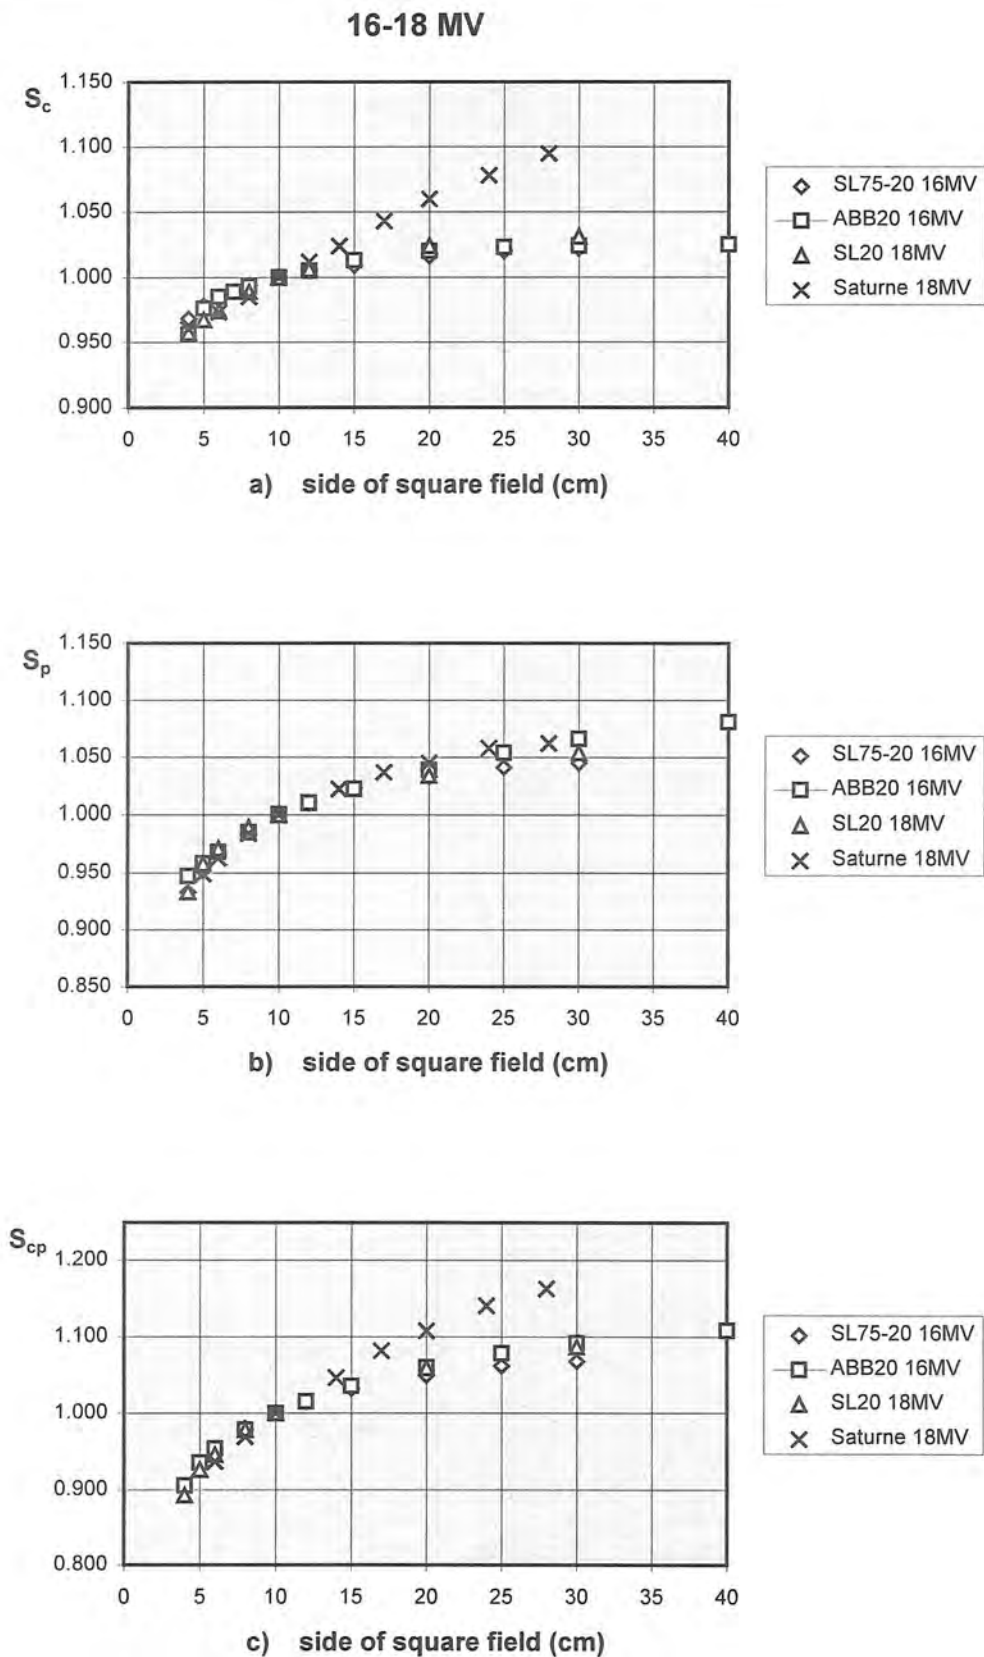 16-18 MV
Sc
1.150
1.100
1.050
1.000
0.950
0.900
0 5 10 15 20 25 30 35 40
a) side of square field (cm)
SL75-20 16MV
ABB20 16MV
SL20 18MV
Saturne 18MV
Sp
1.150
1.100
1.050
1.000
0.950
0.900
0.850
0 5 10 15 20 25 30 35 40
b) side of square field (cm)
SL75-20 16MV
ABB20 16MV
SL20 18MV
Saturne 18MV
Scp
1.200
1.100
1.000
0.900
0.800
0 5 10 15 20 25 30 35 40
c) side of square field (cm)
SL75-20 16MV
ABB20 16MV
SL20 18MV
Saturne 18MV